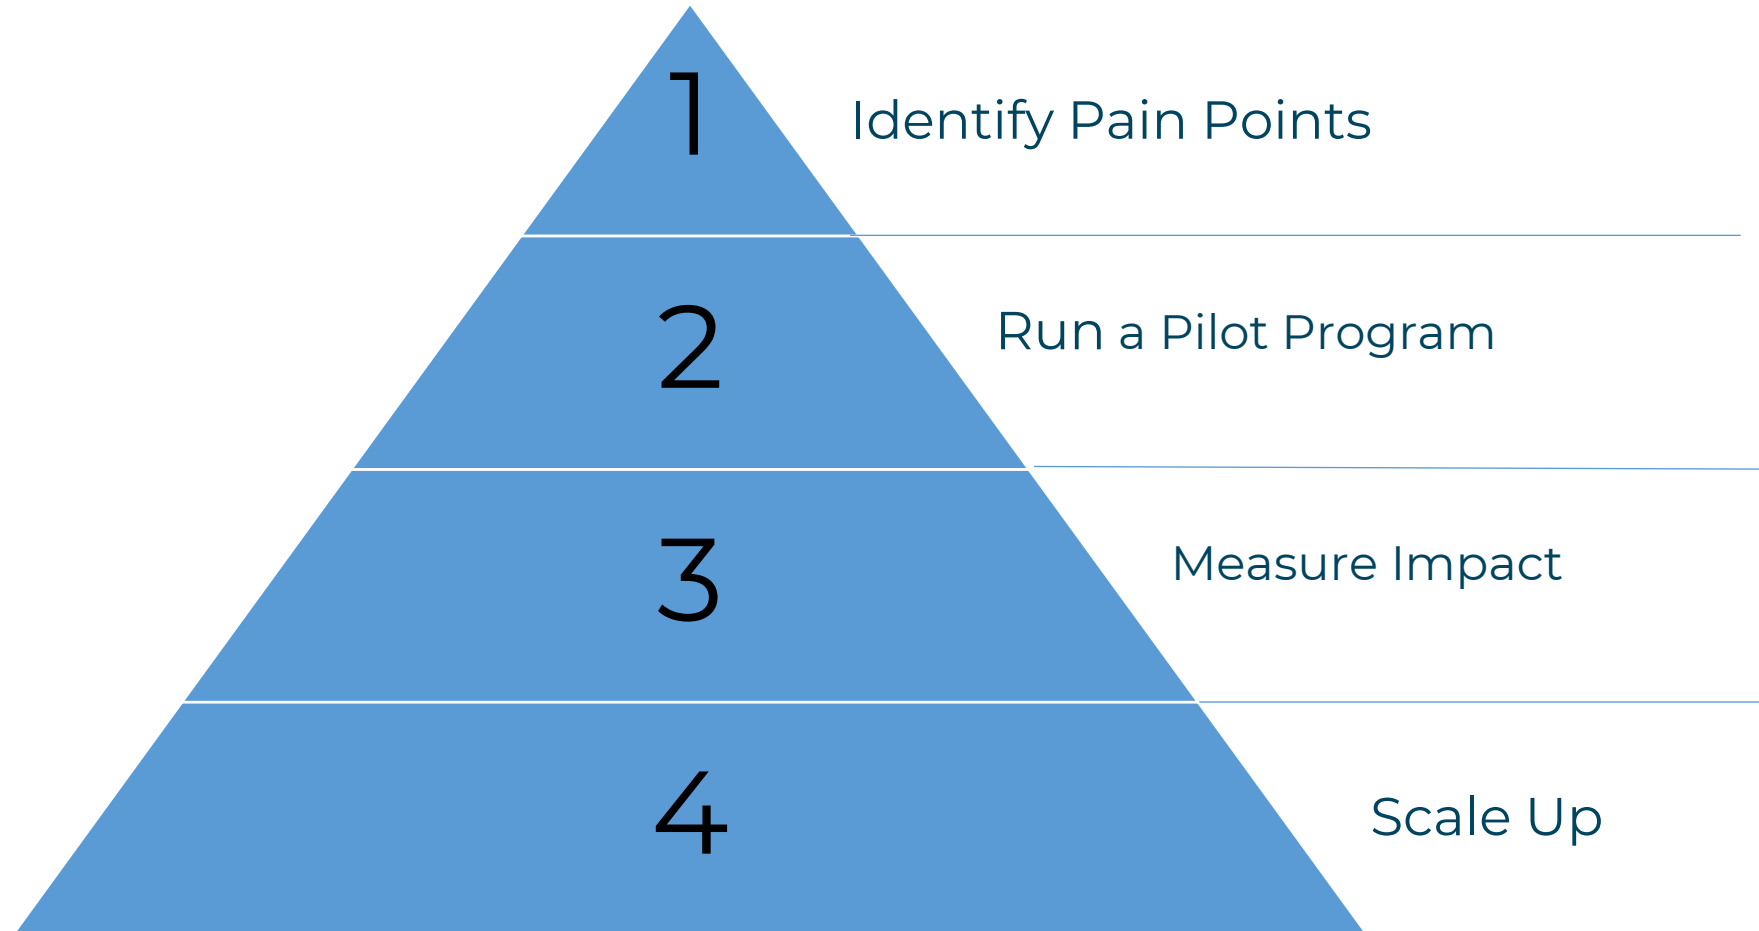 1
Identify Pain Points
2
Run a Pilot Program
3
Measure Impact
4
Scale Up